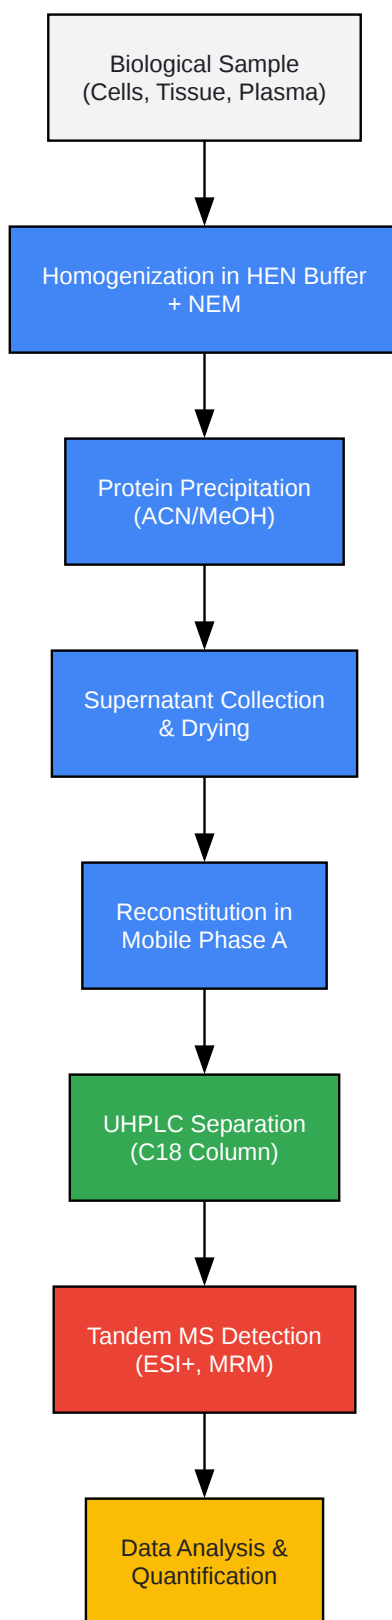 Biological Sample
(Cells, Tissue, Plasma)
Homogenization in HEN Buffer
+ NEM
Protein Precipitation
(ACN/MeOH)
Supernatant Collection
& Drying
Reconstitution in
Mobile Phase A
UHPLC Separation
(C18 Column)
Tandem MS Detection
(ESI+, MRM)
Data Analysis &
Quantification